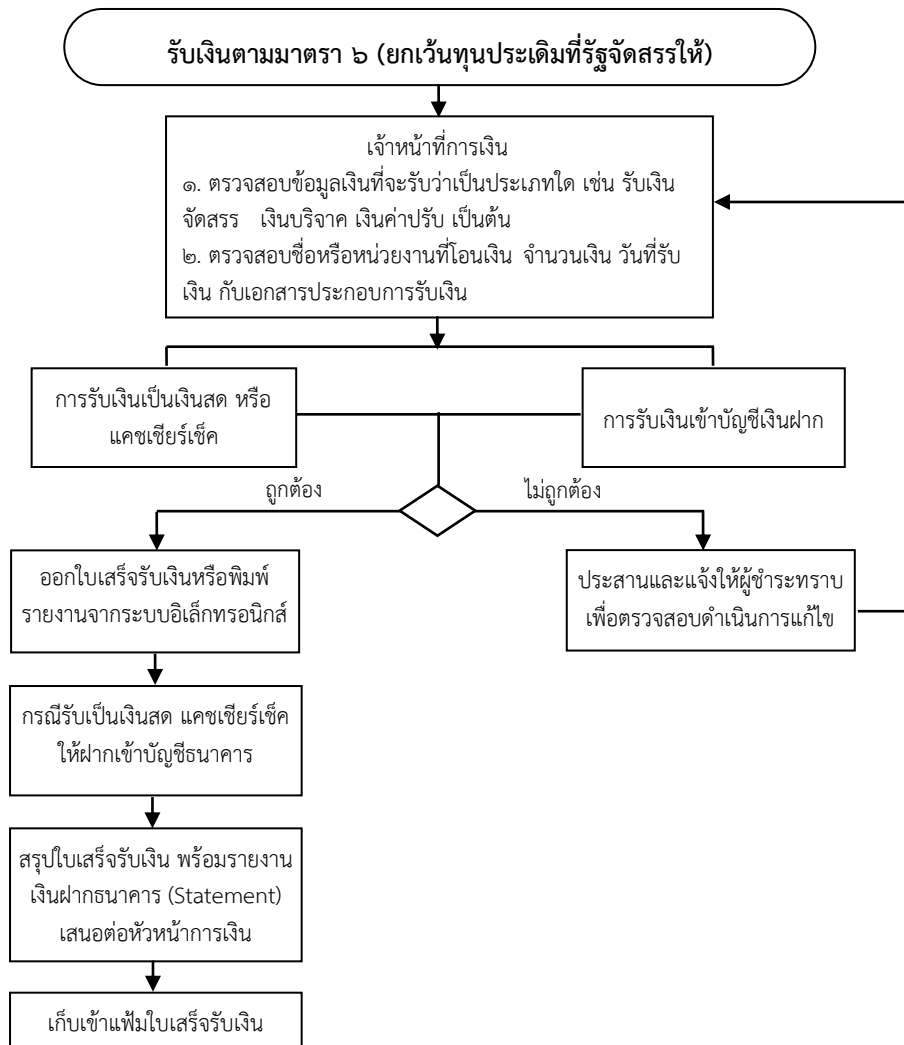 รับเงินตามมาตรา ๖ (ยกเว้นทุนประเดิมที่รัฐจัดสรรให้)
เจ้าหน้าที่การเงิน
๑. ตรวจสอบข้อมูลเงินที่จะรับว่าเป็นประเภทใด เช่น รับเงิน
จัดสรร เงินบริจาค เงินค่าปรับ เป็นต้น
๒. ตรวจสอบชื่อหรือหน่วยงานที่โอนเงิน จำนวนเงิน วันที่รับ
เงิน กับเอกสารประกอบการรับเงิน
การรับเงินเป็นเงินสด หรือ
แคชเชียร์เช็ค
การรับเงินเข้าบัญชีเงินฝาก
ถูกต้อง
ไม่ถูกต้อง
ออกใบเสร็จรับเงินหรือพิมพ์
รายงานจากระบบอิเล็กทรอนิกส์
ประสานและแจ้งให้ผู้ชำระทราบ
เพื่อตรวจสอบดำเนินการแก้ไข
กรณีรับเป็นเงินสด แคชเชียร์เช็ค
ให้ฝากเข้าบัญชีธนาคาร
สรุปใบเสร็จรับเงิน พร้อมรายงาน
เงินฝากธนาคาร (Statement)
เสนอต่อหัวหน้าการเงิน
เก็บเข้าแฟ้มใบเสร็จรับเงิน